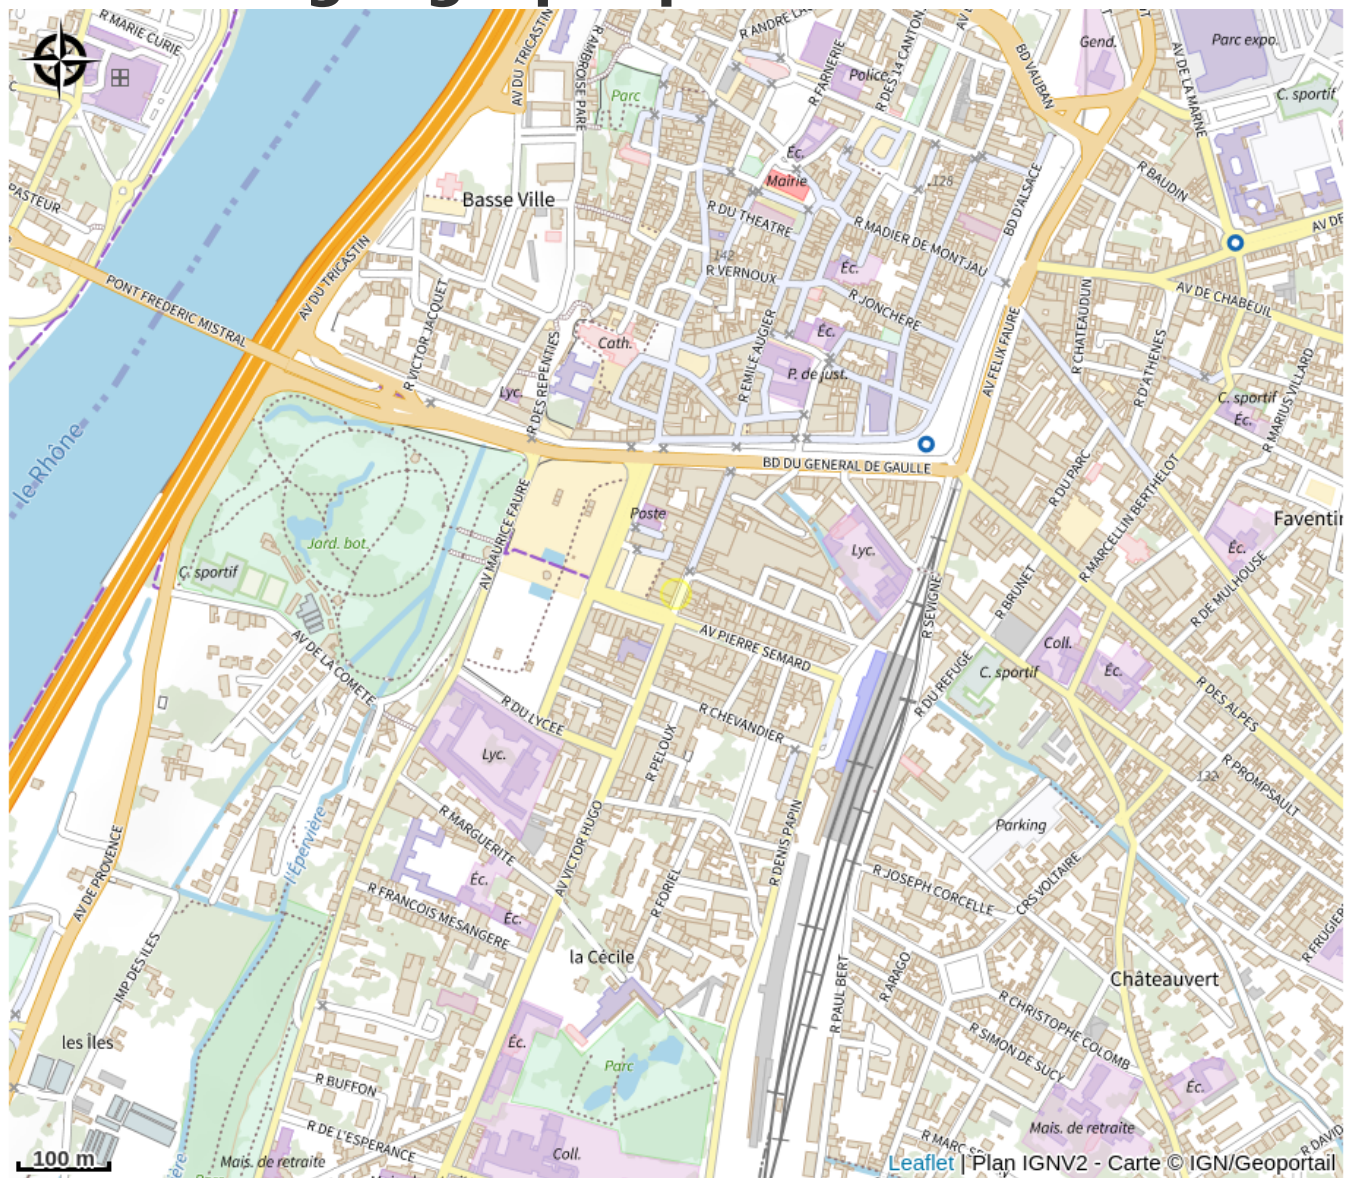 R MARIE CURIE
AV DU TRICASTIN
R AMBROISE PARE
Parc
R FARNERIE
Police
R DES 14 CANTON
BD VAUBAN
Gend.
AV DE LA MARNE
Parc expo.
C. sportif
Éc.
Mairie
128
R BAUDIN
PASTEUR
Basse Ville
R DU THEATRE
R MADIER DE MONTJAU
BD D'ALSACE
AV DE
142
R VERNOUX
Éc.
R JONCHERE
AV DE CHABEUIL
PONT FREDERIC MISTRAL
AV DU TRICASTIN
R VICTOR JACQUET
R DES REPENTIES
Cath.
R EMILE AUGIER
Éc.
P. de just.
AV FELIX FAURE
R CHATEAUDUN
R D'ATHENES
R MARIUS VILLARD
Lyc.
C. sportif
Éc.
le Rhône
BD DU GENERAL DE GAULLE
R DU PARC
R MARCELLIN BERTHELOT
AV MAURICE FAURE
Poste
Faventin
Jard. bot.
Lyc.
Éc.
C. sportif
R SEVIGNE
R BRUNET
R DE MULHOUSE
AV DE LA COMETE
AV PIERRE SEMARD
Coll.
C. sportif
Éc.
R DU REFUGE
R DES ALPES
R DU LYCEE
R CHEVANDIER
Lyc.
R PELOUX
132
R PROMPSAULT
AV DE PROVENCE
l'Épervière
R MARGUERITE
AV VICTOR HUGO
R DENIS PAPIN
Parking
Éc.
R FRANCOIS MESANGERE
Éc.
R FORIEL
R JOSEPH CORCELLE
CRS VOLTAIRE
R FRUGIER
IMP DES ILES
la Cécile
R PAUL BERT
R ARAGO
Châteauvert
R CHRISTOPHE COLOMB
les Îles
Éc.
R SIMON DE SUCY
Parc
R BUFFON
Éc.
R DE L'ESPERANCE
Mais. de retraite
Coll.
Mais. de retraite
R DAVID
100 m
Leaflet | Plan IGNV2 - Carte © IGN/Geoportail